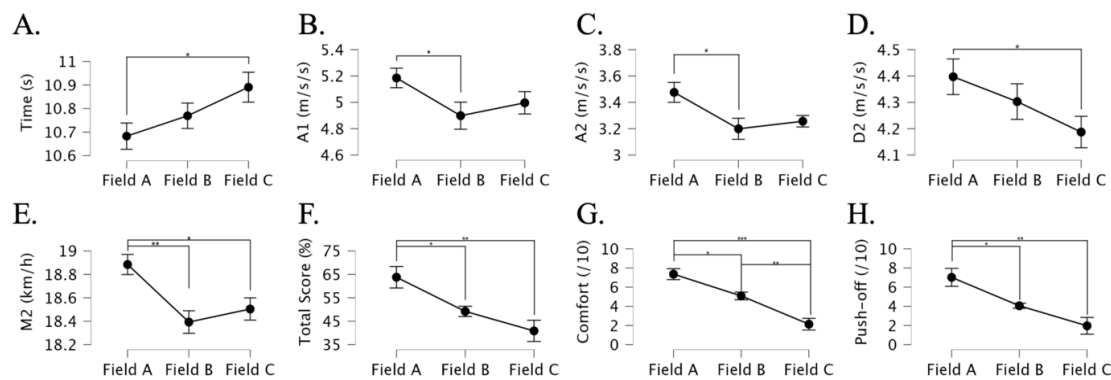 A.
Time (s)
11
10.9
10.8
10.7
10.6
*
Field A Field B Field C
B.
A1 (m/s/s)
5.4
5.2
5
4.8
4.6
*
Field A Field B Field C
C.
A2 (m/s/s)
3.8
3.6
3.4
3.2
3
*
Field A Field B Field C
D.
D2 (m/s/s)
4.5
4.4
4.3
4.2
4.1
*
Field A Field B Field C
E.
M2 (km/h)
19
18.8
18.6
18.4
18.2
*
**
Field A Field B Field C
F.
Total Score (%)
75
65
55
45
35
**
*
Field A Field B Field C
G.
Comfort (/10)
10
8
6
4
2
0
***
*
**
Field A Field B Field C
H.
Push-off (/10)
10
8
6
4
2
0
**
*
Field A Field B Field C